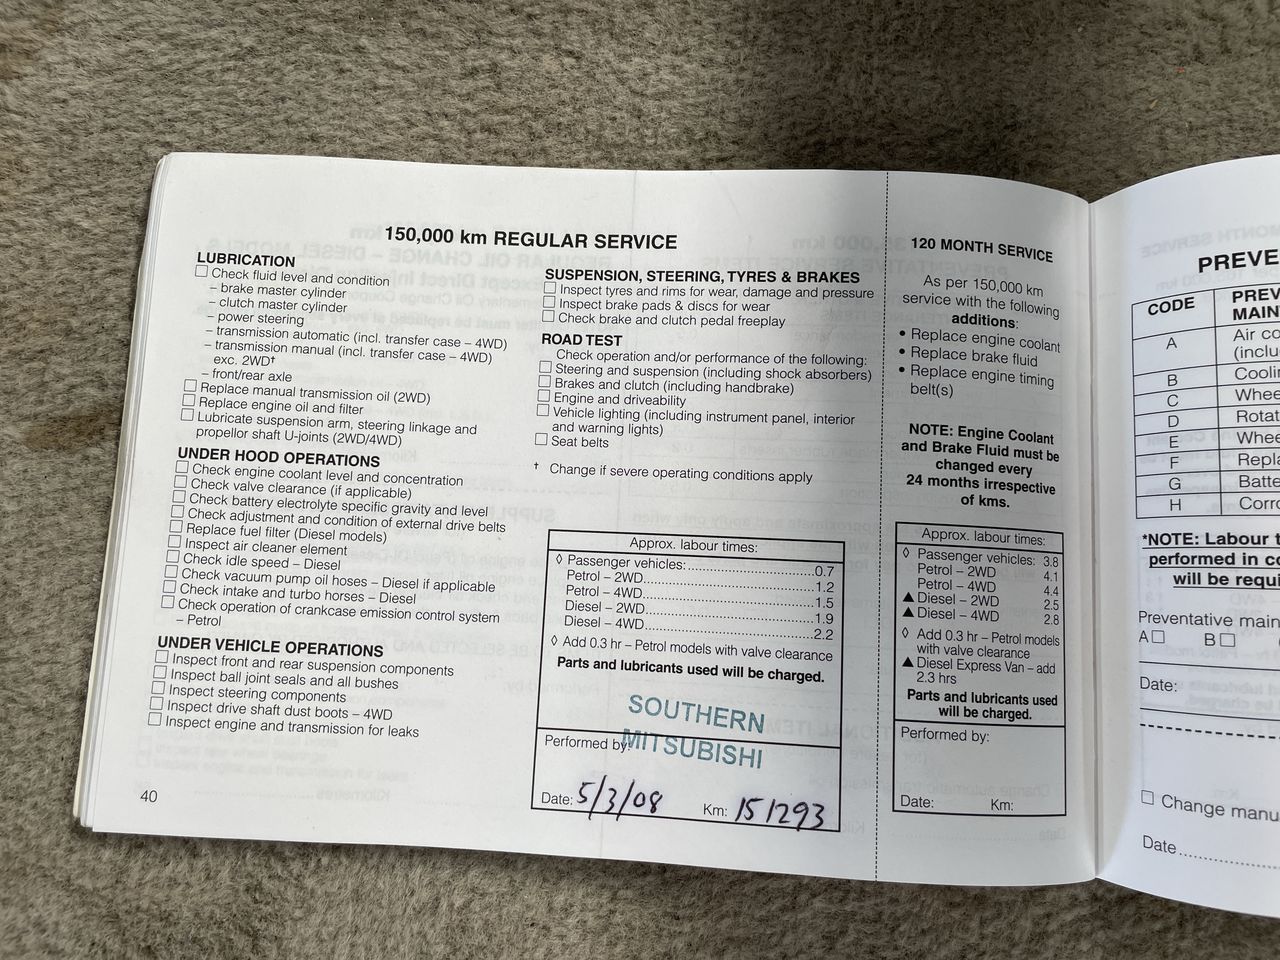 150,000 km REGULAR SERVICE
LUBRICATION
Check fluid level and condition
– brake master cylinder
– clutch master cylinder
– power steering
– transmission automatic (incl. transfer case – 4WD)
– transmission manual (incl. transfer case – 4WD)
exc. 2WD†
– front/rear axle
Replace manual transmission oil (2WD)
Replace engine oil and filter
Lubricate suspension arm, steering linkage and
propellor shaft U-joints (2WD/4WD)
UNDER HOOD OPERATIONS
Check engine coolant level and concentration
Check valve clearance (if applicable)
Check battery electrolyte specific gravity and level
Check adjustment and condition of external drive belts
Replace fuel filter (Diesel models)
Inspect air cleaner element
Check idle speed – Diesel
Check vacuum pump oil hoses – Diesel if applicable
Check intake and turbo horses – Diesel
Check operation of crankcase emission control system
– Petrol
UNDER VEHICLE OPERATIONS
Inspect front and rear suspension components
Inspect ball joint seals and all bushes
Inspect steering components
Inspect drive shaft dust boots – 4WD
Inspect engine and transmission for leaks
40
SUSPENSION, STEERING, TYRES & BRAKES
Inspect tyres and rims for wear, damage and pressure
Inspect brake pads & discs for wear
Check brake and clutch pedal freeplay
ROAD TEST
Check operation and/or performance of the following:
Steering and suspension (including shock absorbers)
Brakes and clutch (including handbrake)
Engine and driveability
Vehicle lighting (including instrument panel, interior
and warning lights)
Seat belts
† Change if severe operating conditions apply
Approx. labour times:
◊ Passenger vehicles:..............................0.7
Petrol – 2WD..........................................1.2
Petrol – 4WD..........................................1.5
Diesel – 2WD..........................................1.9
Diesel – 4WD..........................................2.2
◊ Add 0.3 hr – Petrol models with valve clearance
Parts and lubricants used will be charged.
SOUTHERN
MITSUBISHI
Performed by:
Date: 5/3/08 Km: 151293
120 MONTH SERVICE
As per 150,000 km
service with the following
additions:
• Replace engine coolant
• Replace brake fluid
• Replace engine timing
belt(s)
NOTE: Engine Coolant
and Brake Fluid must be
changed every
24 months irrespective
of kms.
Approx. labour times:
◊ Passenger vehicles: 3.8
Petrol – 2WD 4.1
Petrol – 4WD 4.4
▲ Diesel – 2WD 2.5
▲ Diesel – 4WD 2.8
◊ Add 0.3 hr – Petrol models
with valve clearance
▲ Diesel Express Van – add
2.3 hrs
Parts and lubricants used
will be charged.
Performed by:
Date: Km:
PREVE
CODE PREV
MAIN
A Air co
(inclu
B Coolin
C Whee
D Rotat
E Whee
F Repla
G Batte
H Corro
*NOTE: Labour t
performed in co
will be requi
Preventative main
A B
Date:
Change manu
Date